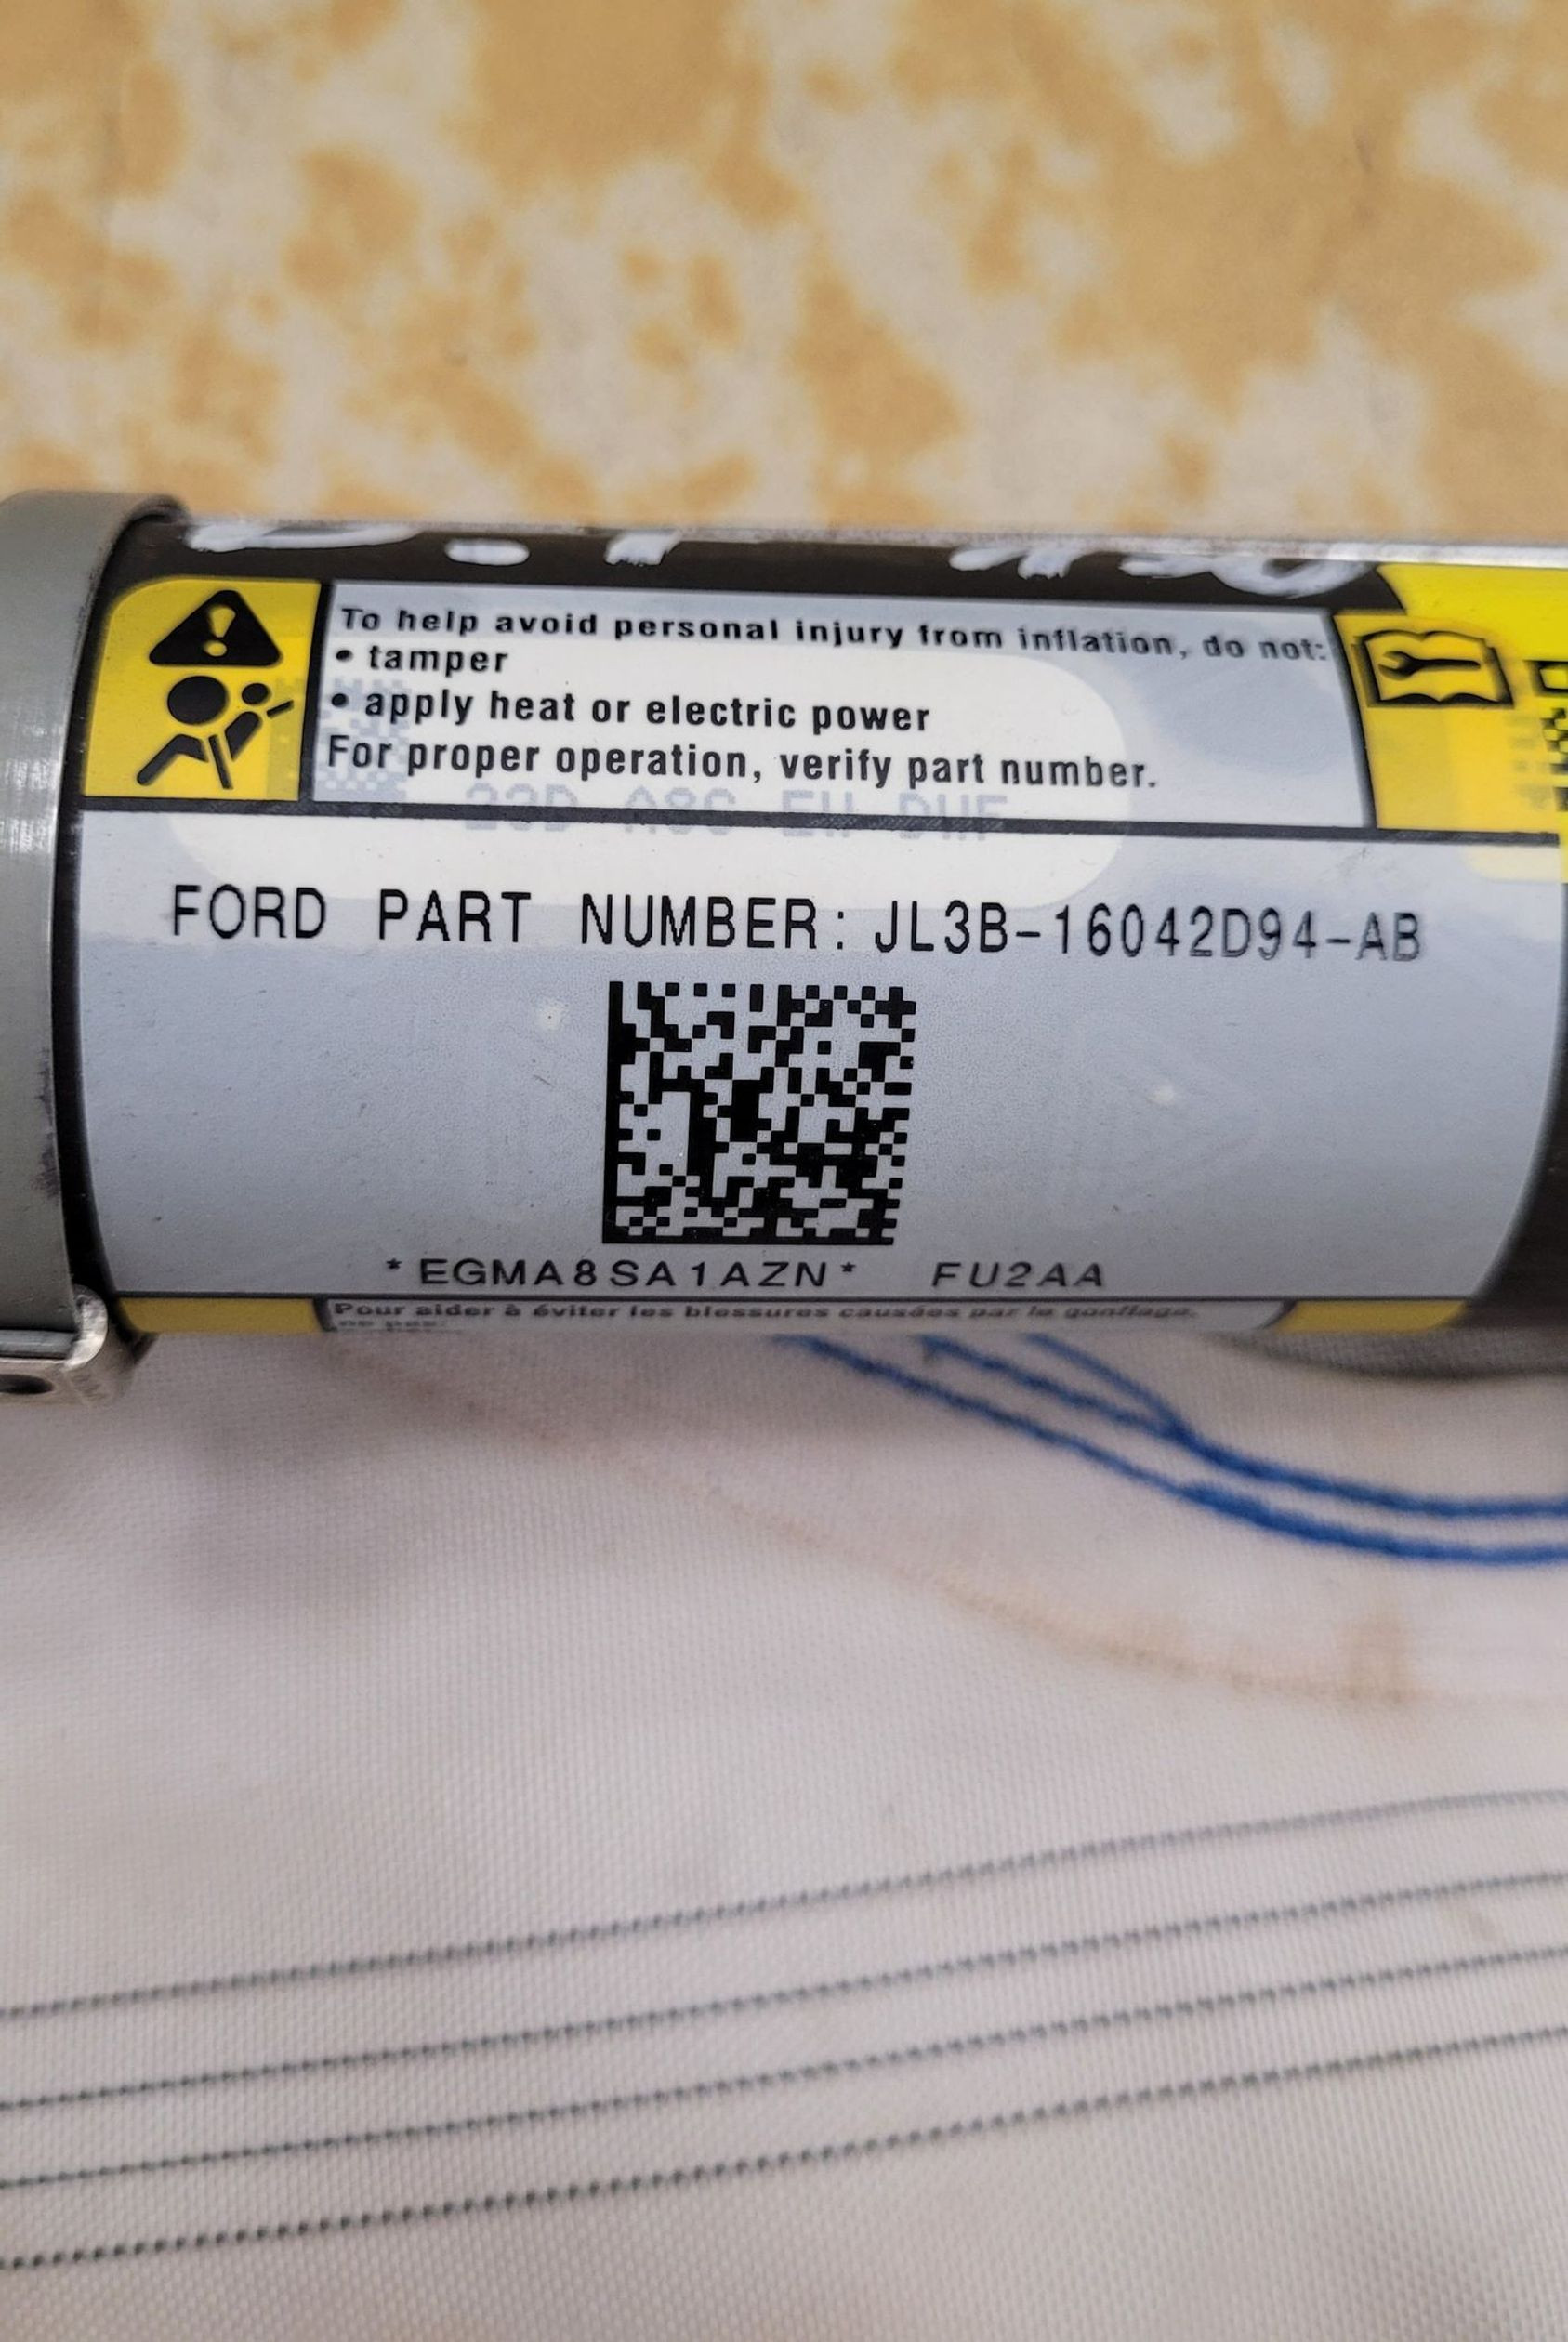 To help avoid personal injury from inflation, do not:
• tamper
• apply heat or electric power
For proper operation, verify part number.
FORD PART NUMBER: JL3B-16042D94-AB
*EGMA8SA1AZN* FU2AA
Pour aider à éviter les blessures causées par le gonflage,
ne pas: